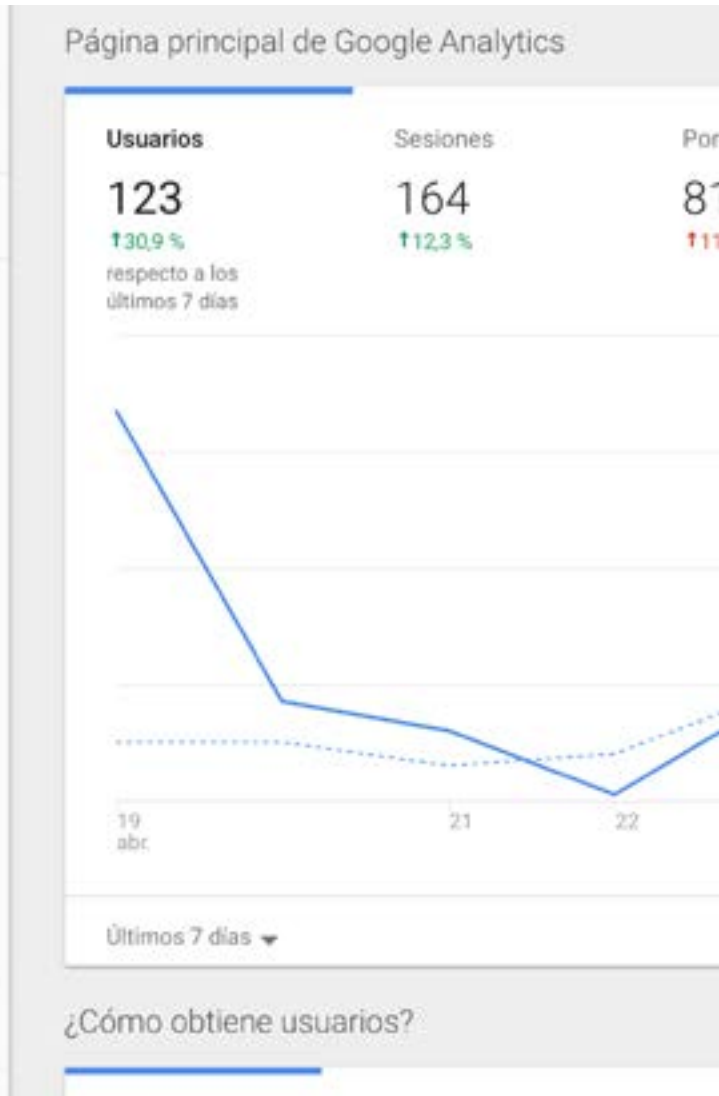 Página principal de Google Analytics
Usuarios Sesiones
123 164
↑30,9 % ↑12,3 %
respecto a los
últimos 7 días
19 21 22
abr.
Últimos 7 días
¿Cómo obtiene usuarios?